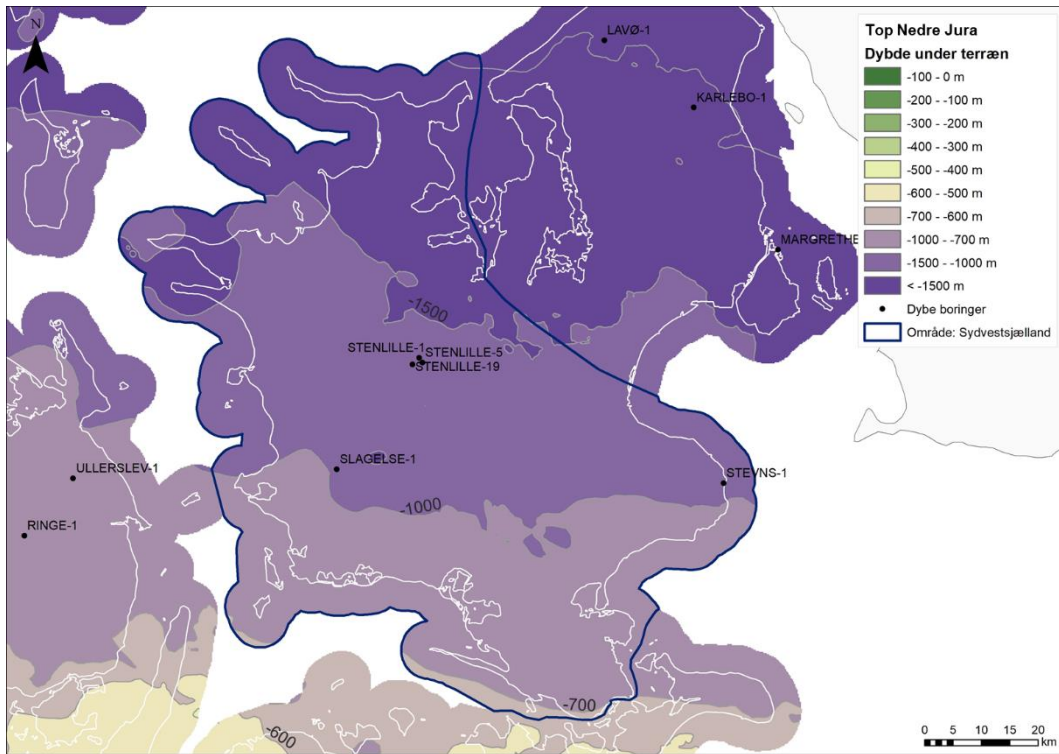 N
LAVØ-1
KARLEBO-1
MARGRETHE
-1500
STENLILLE-1
STENLILLE-5
STENLILLE-19
SLAGELSE-1
STEVNS-1
ULLERSLEV-1
-1000
RINGE-1
-700
-600
Top Nedre Jura
Dybde under terræn
-100 - 0 m
-200 - -100 m
-300 - -200 m
-400 - -300 m
-500 - -400 m
-600 - -500 m
-700 - -600 m
-1000 - -700 m
-1500 - -1000 m
< -1500 m
Dybe boringer
Område: Sydvestsjælland
0 5 10 15 20
km